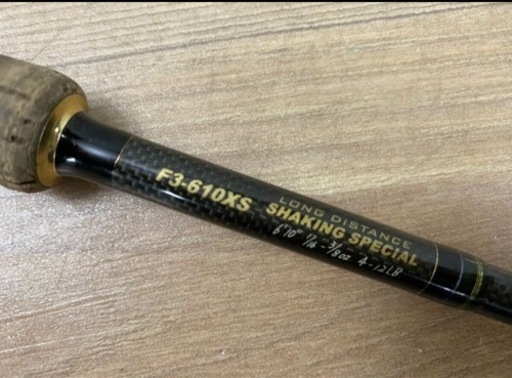 F3-610XS
LONG DISTANCE
SHAKING SPECIAL
6'10" 1/16-3/8oz 4-12LB